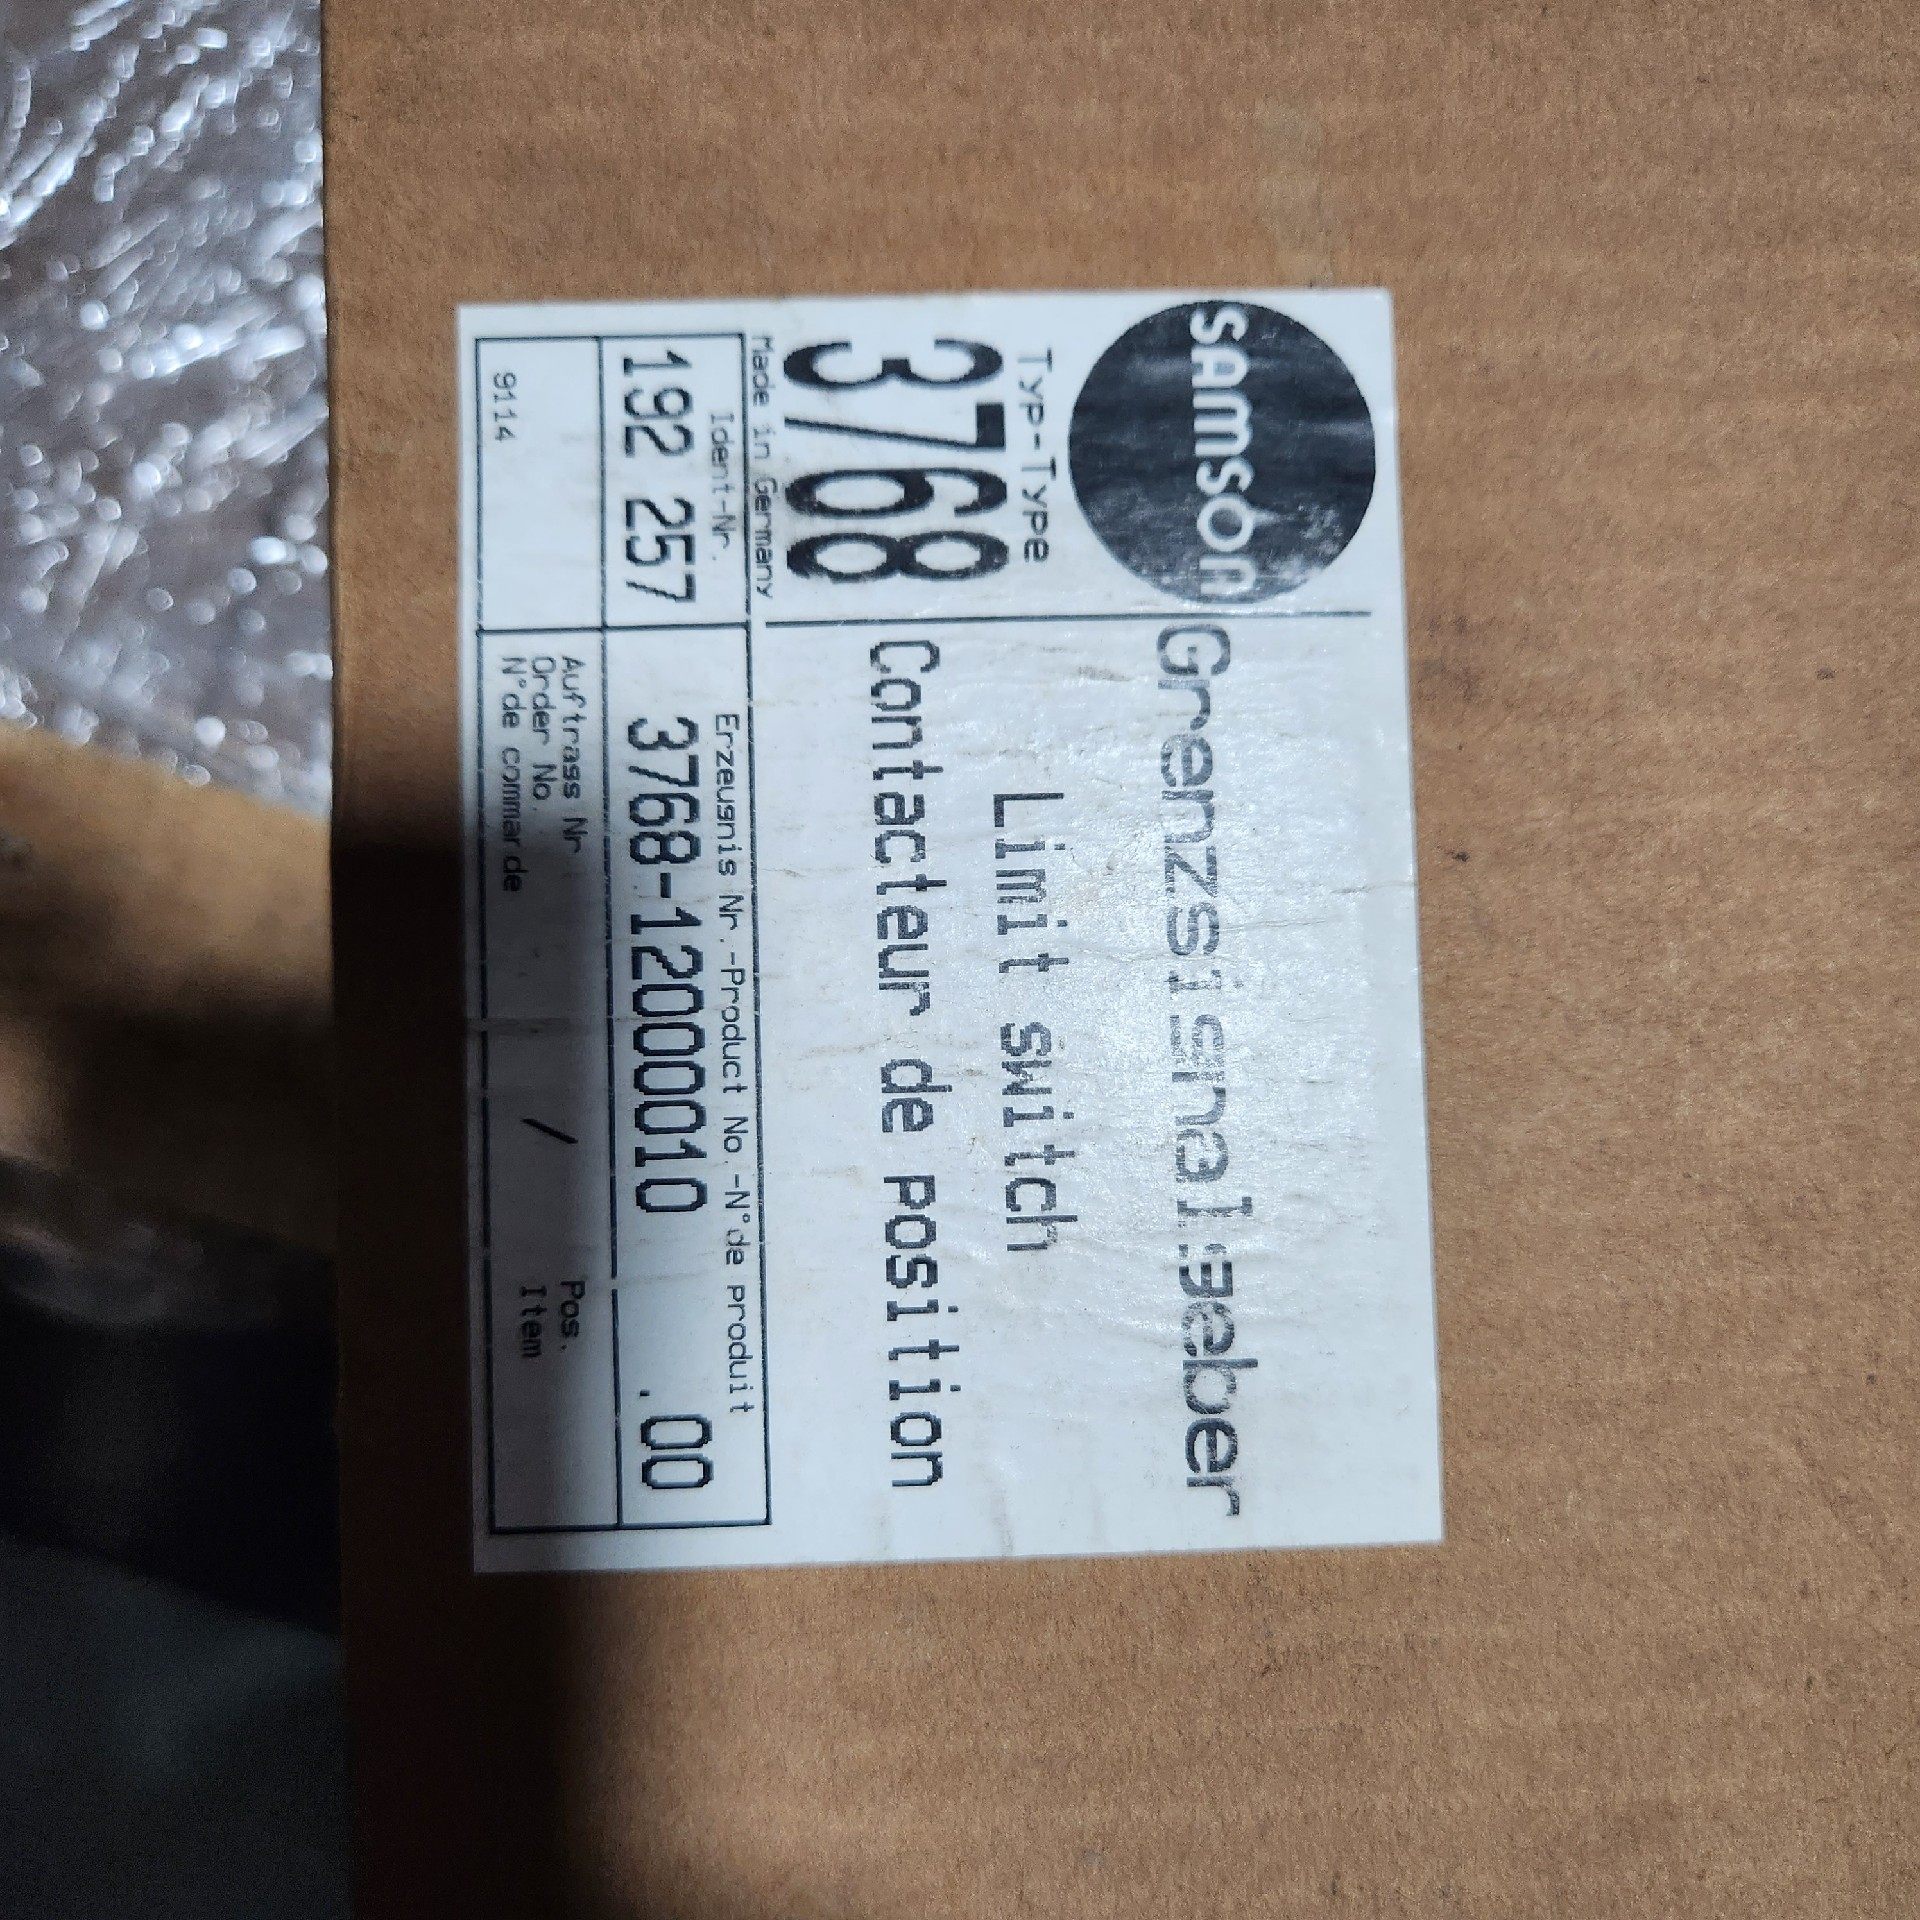 SAMSON
Grenzsignalgeber
Typ-Type
Limit switch
3768
Contacteur de position
Made in Germany
Ident-Nr.
Erzeugnis Nr.-Product No.-N°de produit
192 257
3768-12000010 .00
Auftrags Nr.
Pos.
Order No.
/
Item
9114
N°de commande